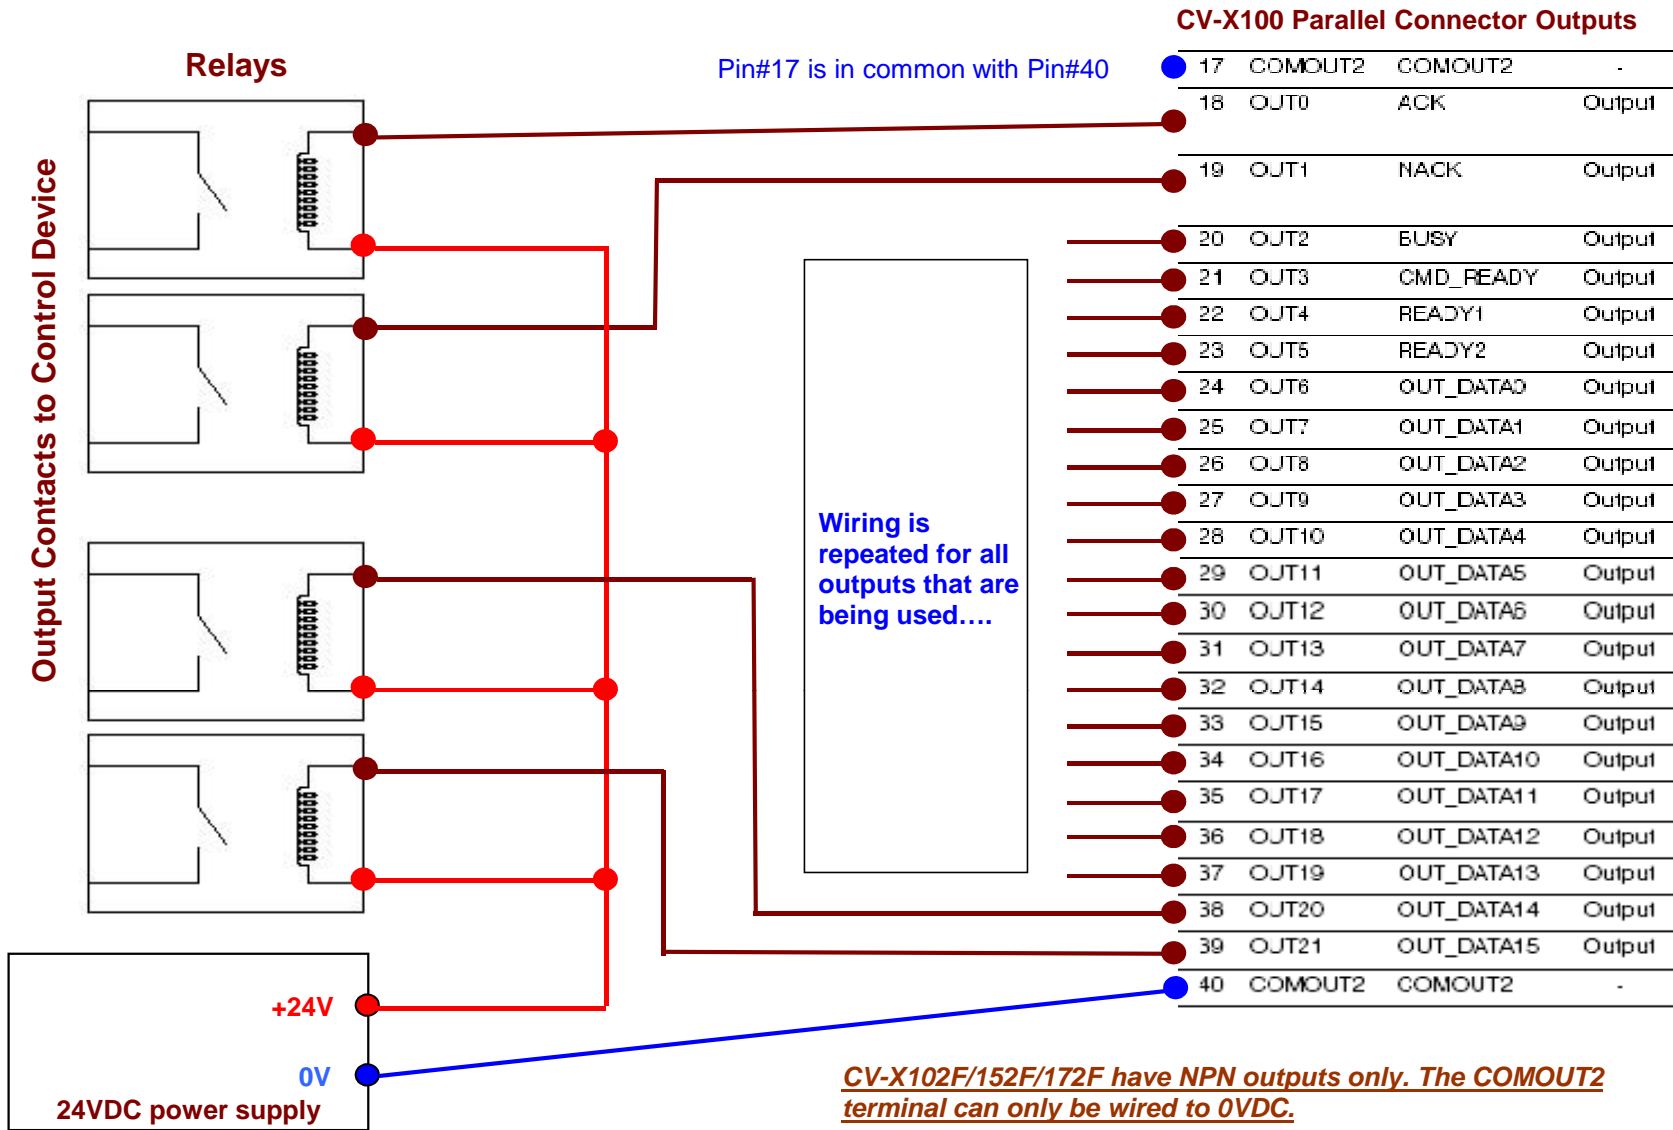 CV-X100 Parallel Connector Outputs
Relays
Pin#17 is in common with Pin#40
Output Contacts to Control Device
17 COMOUT2 COMOUT2 -
18 OUT0 ACK Output
19 OUT1 NACK Output
20 OUT2 BUSY Output
21 OUT3 CMD_READY Output
22 OUT4 READY1 Output
23 OUT5 READY2 Output
24 OUT6 OUT_DATA0 Output
25 OUT7 OUT_DATA1 Output
26 OUT8 OUT_DATA2 Output
27 OUT9 OUT_DATA3 Output
28 OUT10 OUT_DATA4 Output
29 OUT11 OUT_DATA5 Output
30 OUT12 OUT_DATA6 Output
31 OUT13 OUT_DATA7 Output
32 OUT14 OUT_DATA8 Output
33 OUT15 OUT_DATA9 Output
34 OUT16 OUT_DATA10 Output
35 OUT17 OUT_DATA11 Output
36 OUT18 OUT_DATA12 Output
37 OUT19 OUT_DATA13 Output
38 OUT20 OUT_DATA14 Output
39 OUT21 OUT_DATA15 Output
40 COMOUT2 COMOUT2 -
Wiring is
repeated for all
outputs that are
being used....
+24V
0V
24VDC power supply
CV-X102F/152F/172F have NPN outputs only. The COMOUT2
terminal can only be wired to 0VDC.